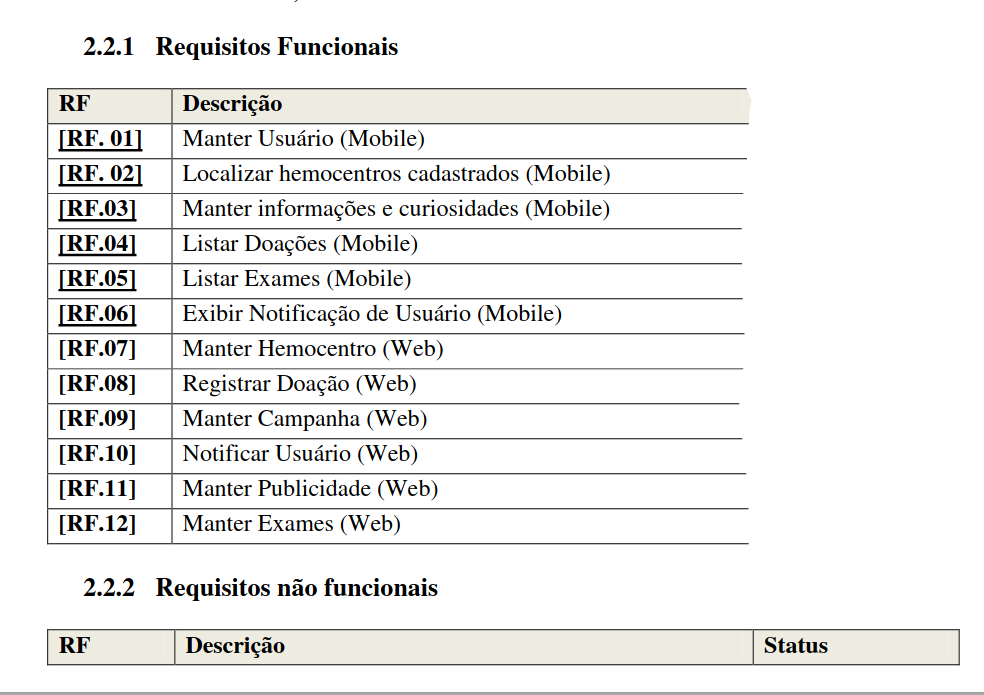 2.2.1 Requisitos Funcionais
RF Descrição
[RF. 01] Manter Usuário (Mobile)
[RF. 02] Localizar hemocentros cadastrados (Mobile)
[RF.03] Manter informações e curiosidades (Mobile)
[RF.04] Listar Doações (Mobile)
[RF.05] Listar Exames (Mobile)
[RF.06] Exibir Notificação de Usuário (Mobile)
[RF.07] Manter Hemocentro (Web)
[RF.08] Registrar Doação (Web)
[RF.09] Manter Campanha (Web)
[RF.10] Notificar Usuário (Web)
[RF.11] Manter Publicidade (Web)
[RF.12] Manter Exames (Web)
2.2.2 Requisitos não funcionais
RF Descrição Status